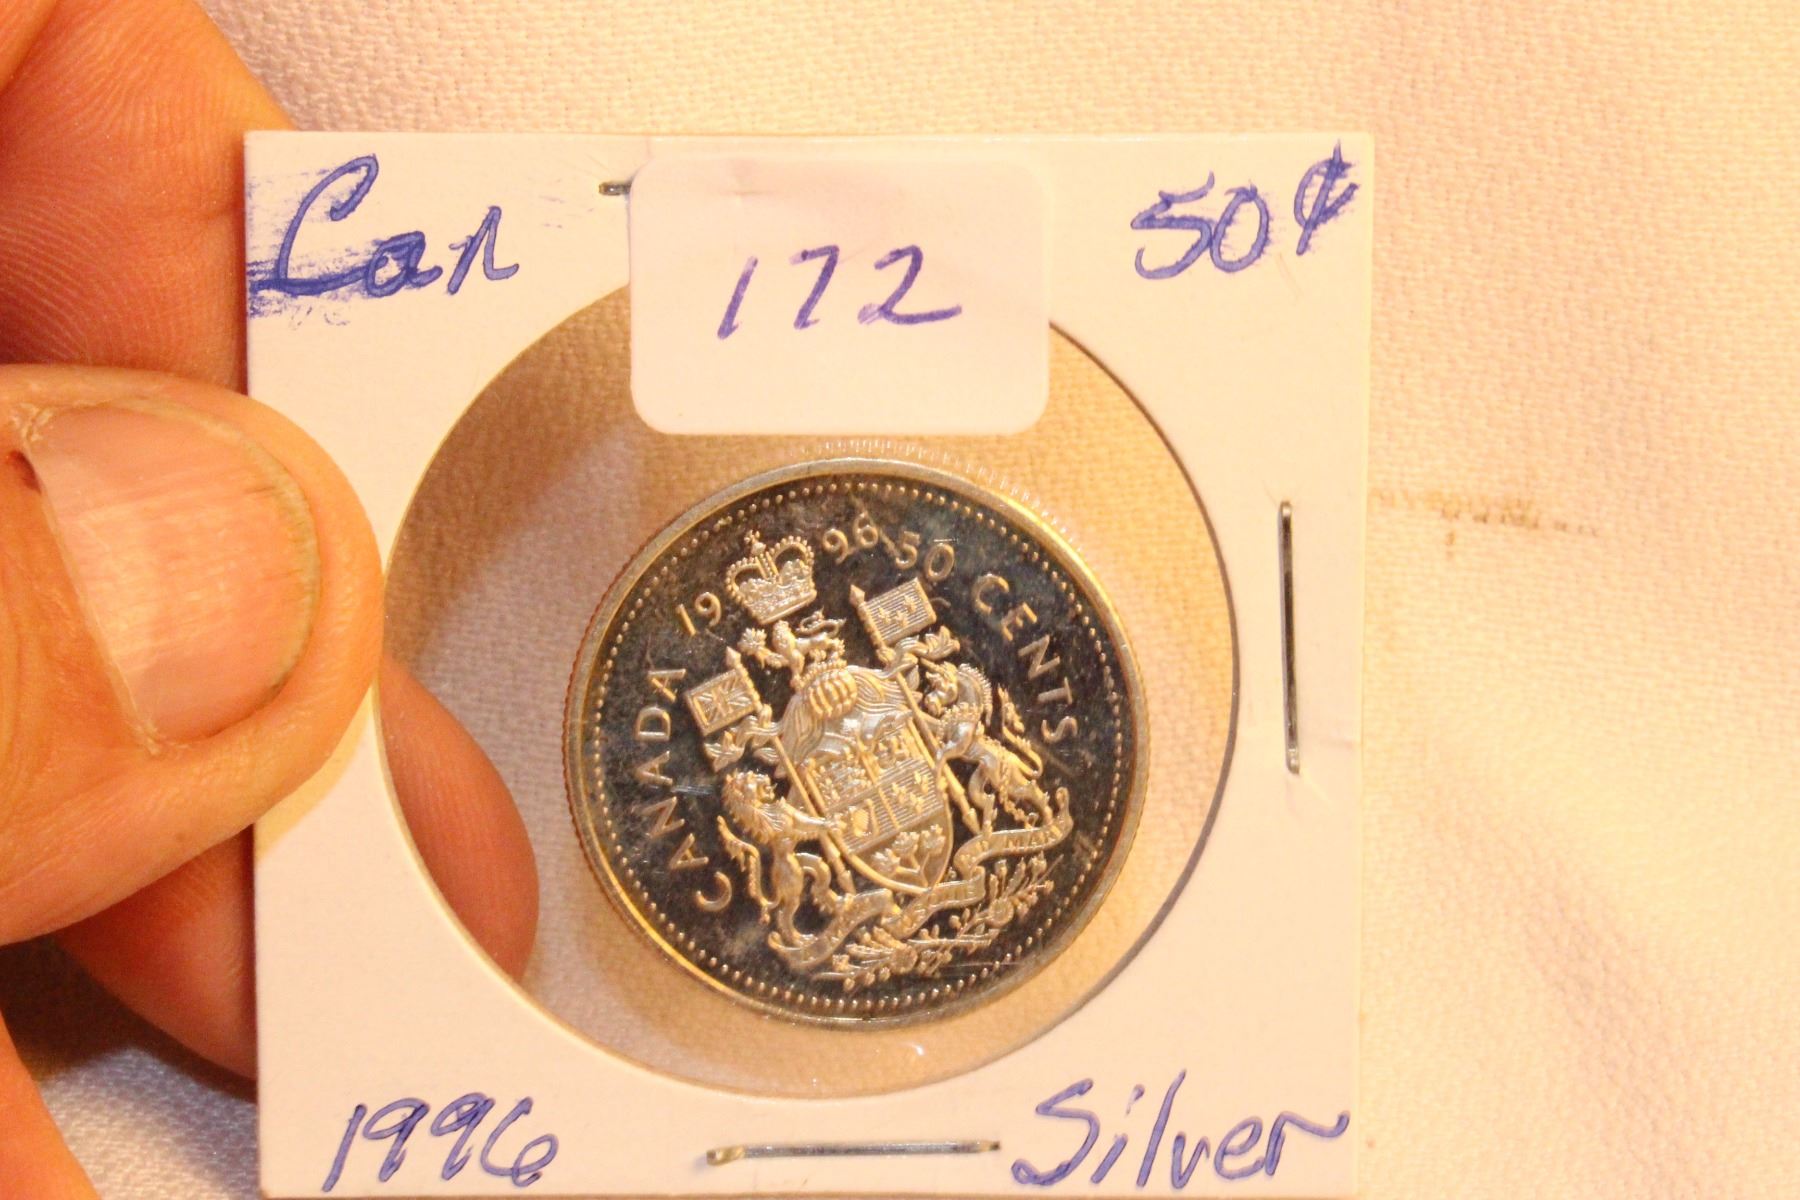 Can
172
50¢
1996 50 CENTS
CANADA
1996
Silver